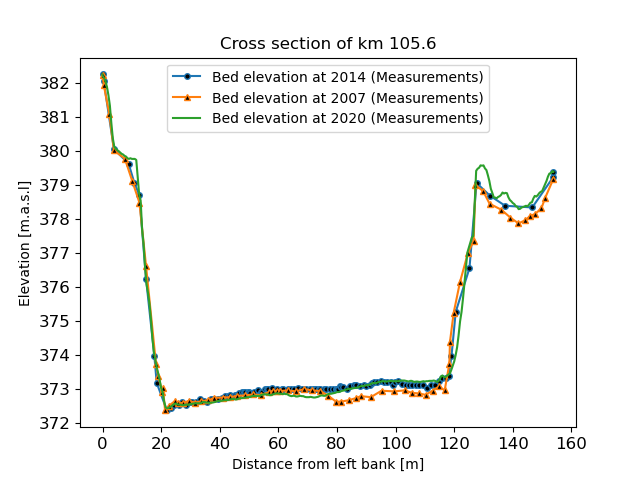 Cross section of km 105.6
Bed elevation at 2014 (Measurements)
Bed elevation at 2007 (Measurements)
Bed elevation at 2020 (Measurements)
Elevation [m.a.s.l]
382
381
380
379
378
377
376
375
374
373
372
0 20 40 60 80 100 120 140 160
Distance from left bank [m]